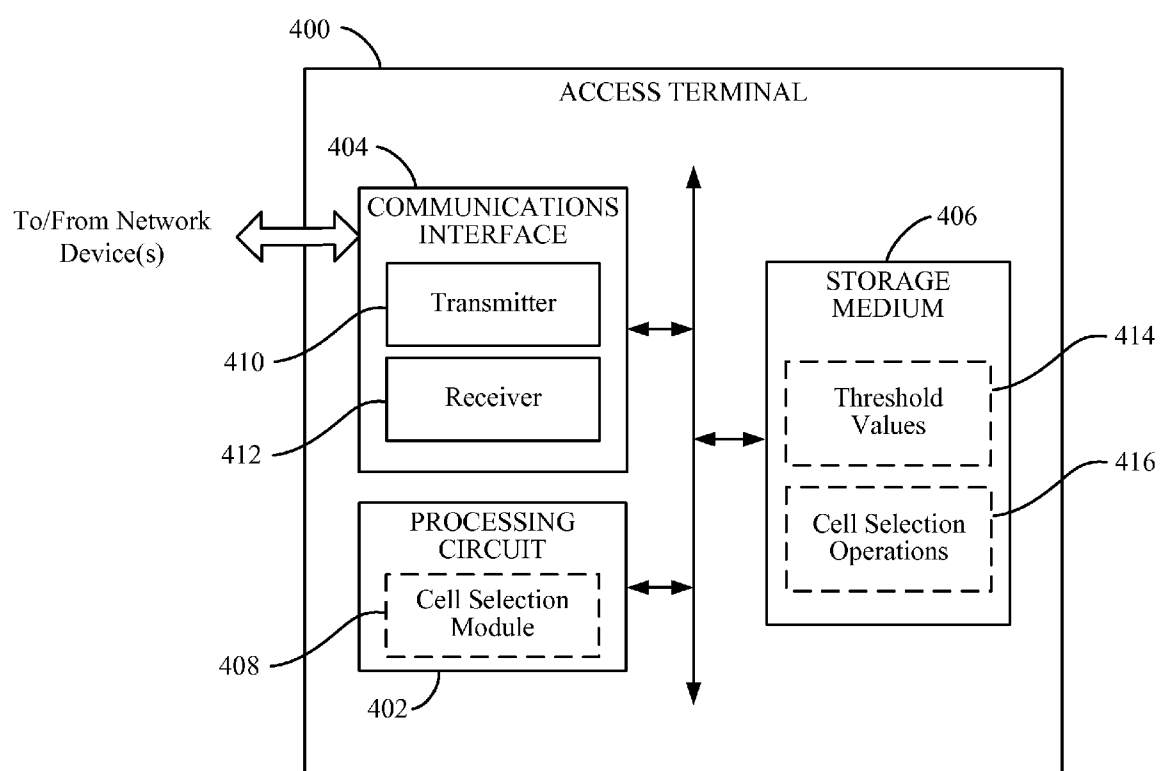 400
ACCESS TERMINAL
404
COMMUNICATIONS
INTERFACE
To/From Network
Device(s)
Transmitter
410
Receiver
412
406
STORAGE
MEDIUM
414
Threshold
Values
416
Cell Selection
Operations
PROCESSING
CIRCUIT
Cell Selection
Module
408
402